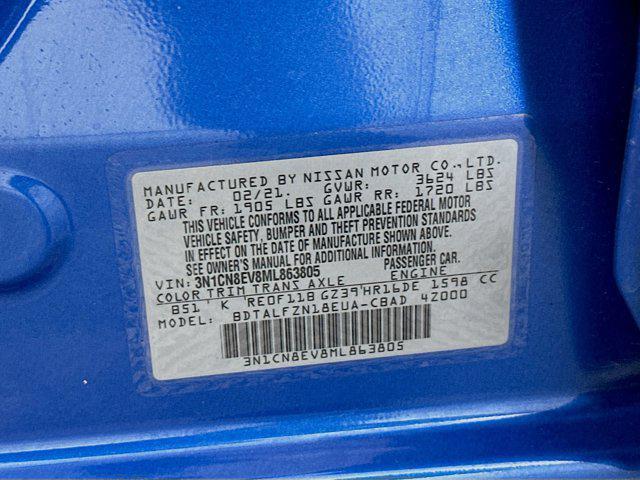 MANUFACTURED BY NISSAN MOTOR CO.,LTD.
DATE: 02/21. GVWR: 3624 LBS
GAWR FR: 1905 LBS GAWR RR: 1720 LBS
THIS VEHICLE CONFORMS TO ALL APPLICABLE FEDERAL MOTOR
VEHICLE SAFETY, BUMPER AND THEFT PREVENTION STANDARDS
IN EFFECT ON THE DATE OF MANUFACTURE SHOWN ABOVE.
SEE OWNER'S MANUAL FOR ADDITIONAL INFORMATION.
VIN: 3N1CN8EV8ML863805 PASSENGER CAR.
COLOR TRIM TRANS AXLE ENGINE
B51 K RE0F11B GZ39 HR16DE 1598 CC
MODEL: BDTALFZN18EUA-CBAD 4Z000
3N1CN8EV8ML863805